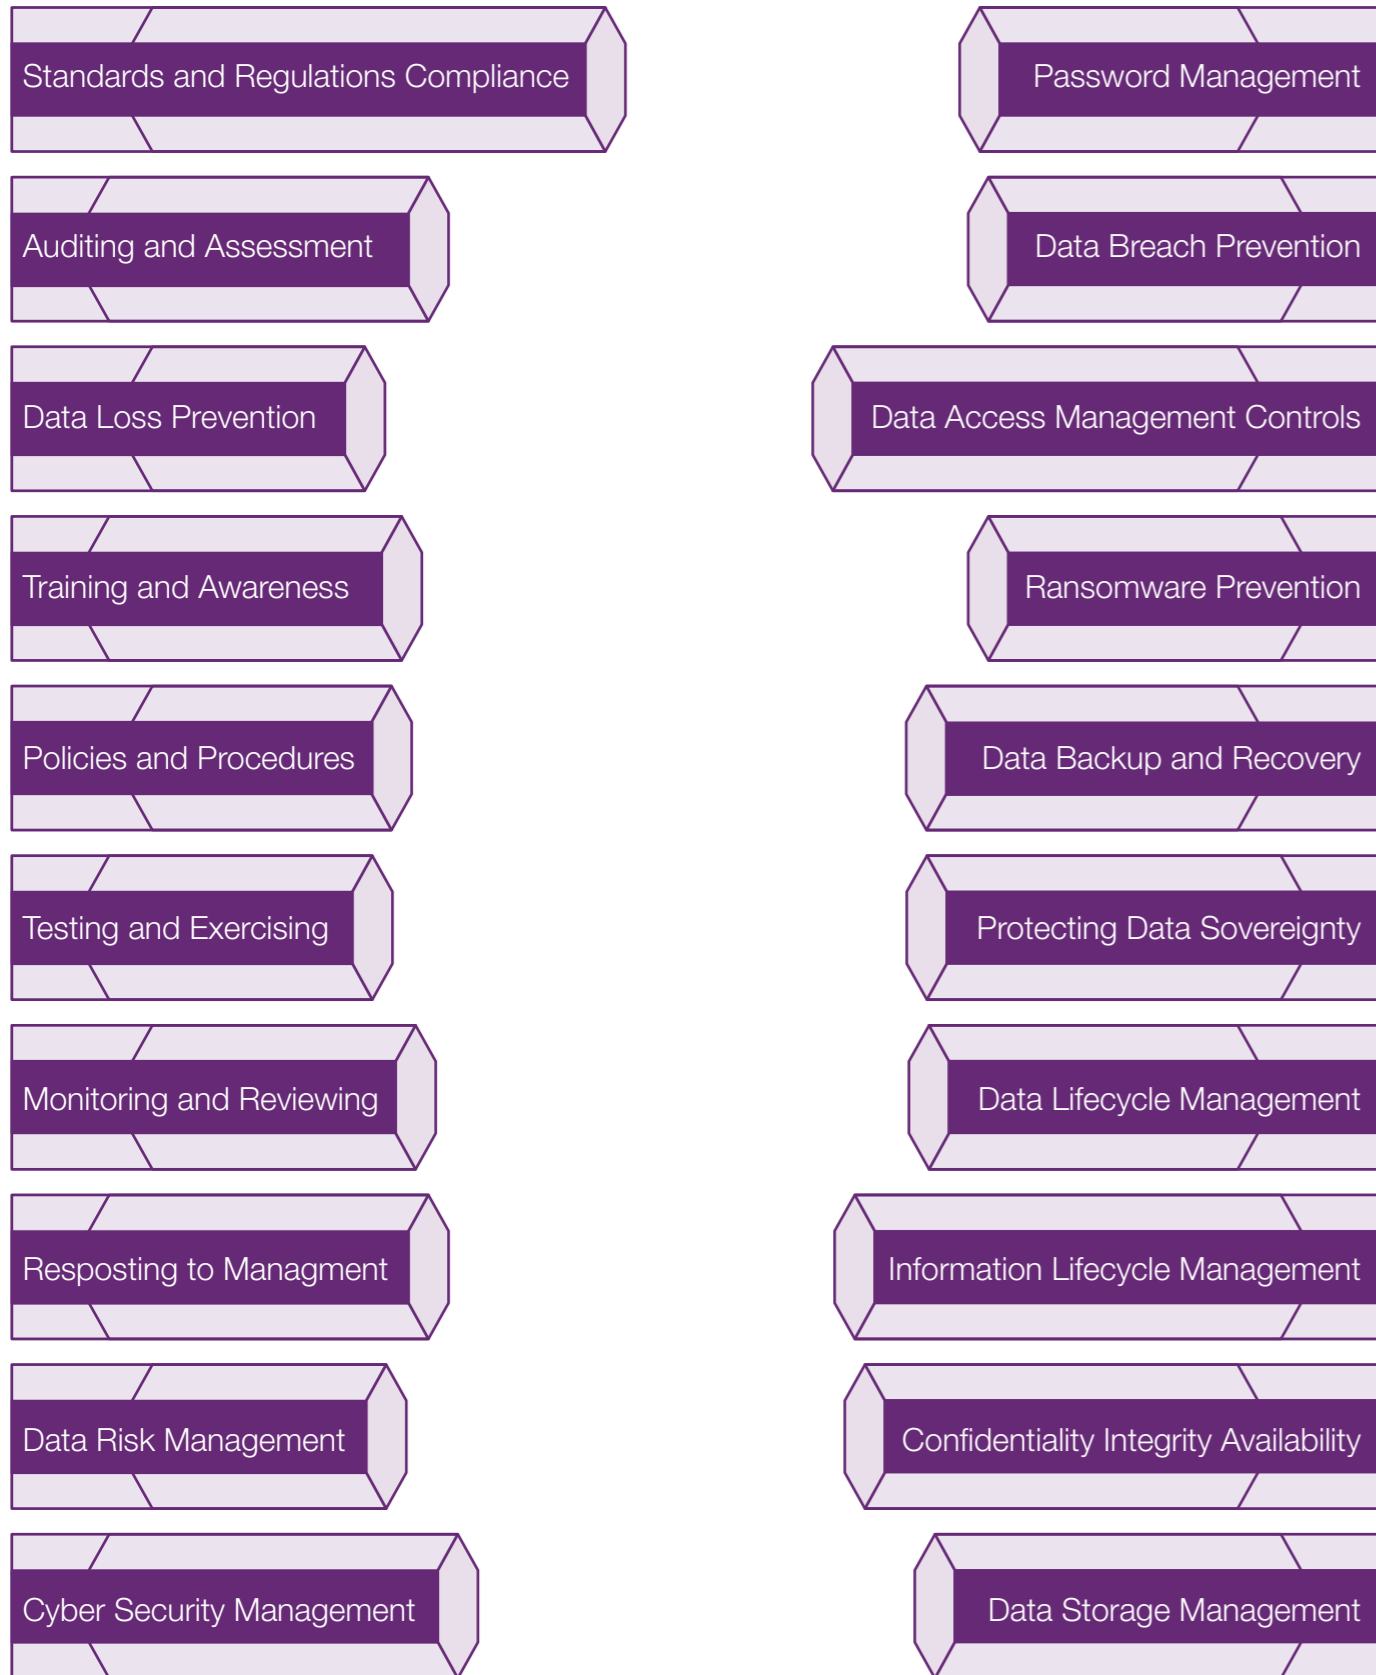 Standards and Regulations Compliance
Password Management
Auditing and Assessment
Data Breach Prevention
Data Loss Prevention
Data Access Management Controls
Training and Awareness
Ransomware Prevention
Policies and Procedures
Data Backup and Recovery
Testing and Exercising
Protecting Data Sovereignty
Monitoring and Reviewing
Data Lifecycle Management
Resposting to Managment
Information Lifecycle Management
Data Risk Management
Confidentiality Integrity Availability
Cyber Security Management
Data Storage Management